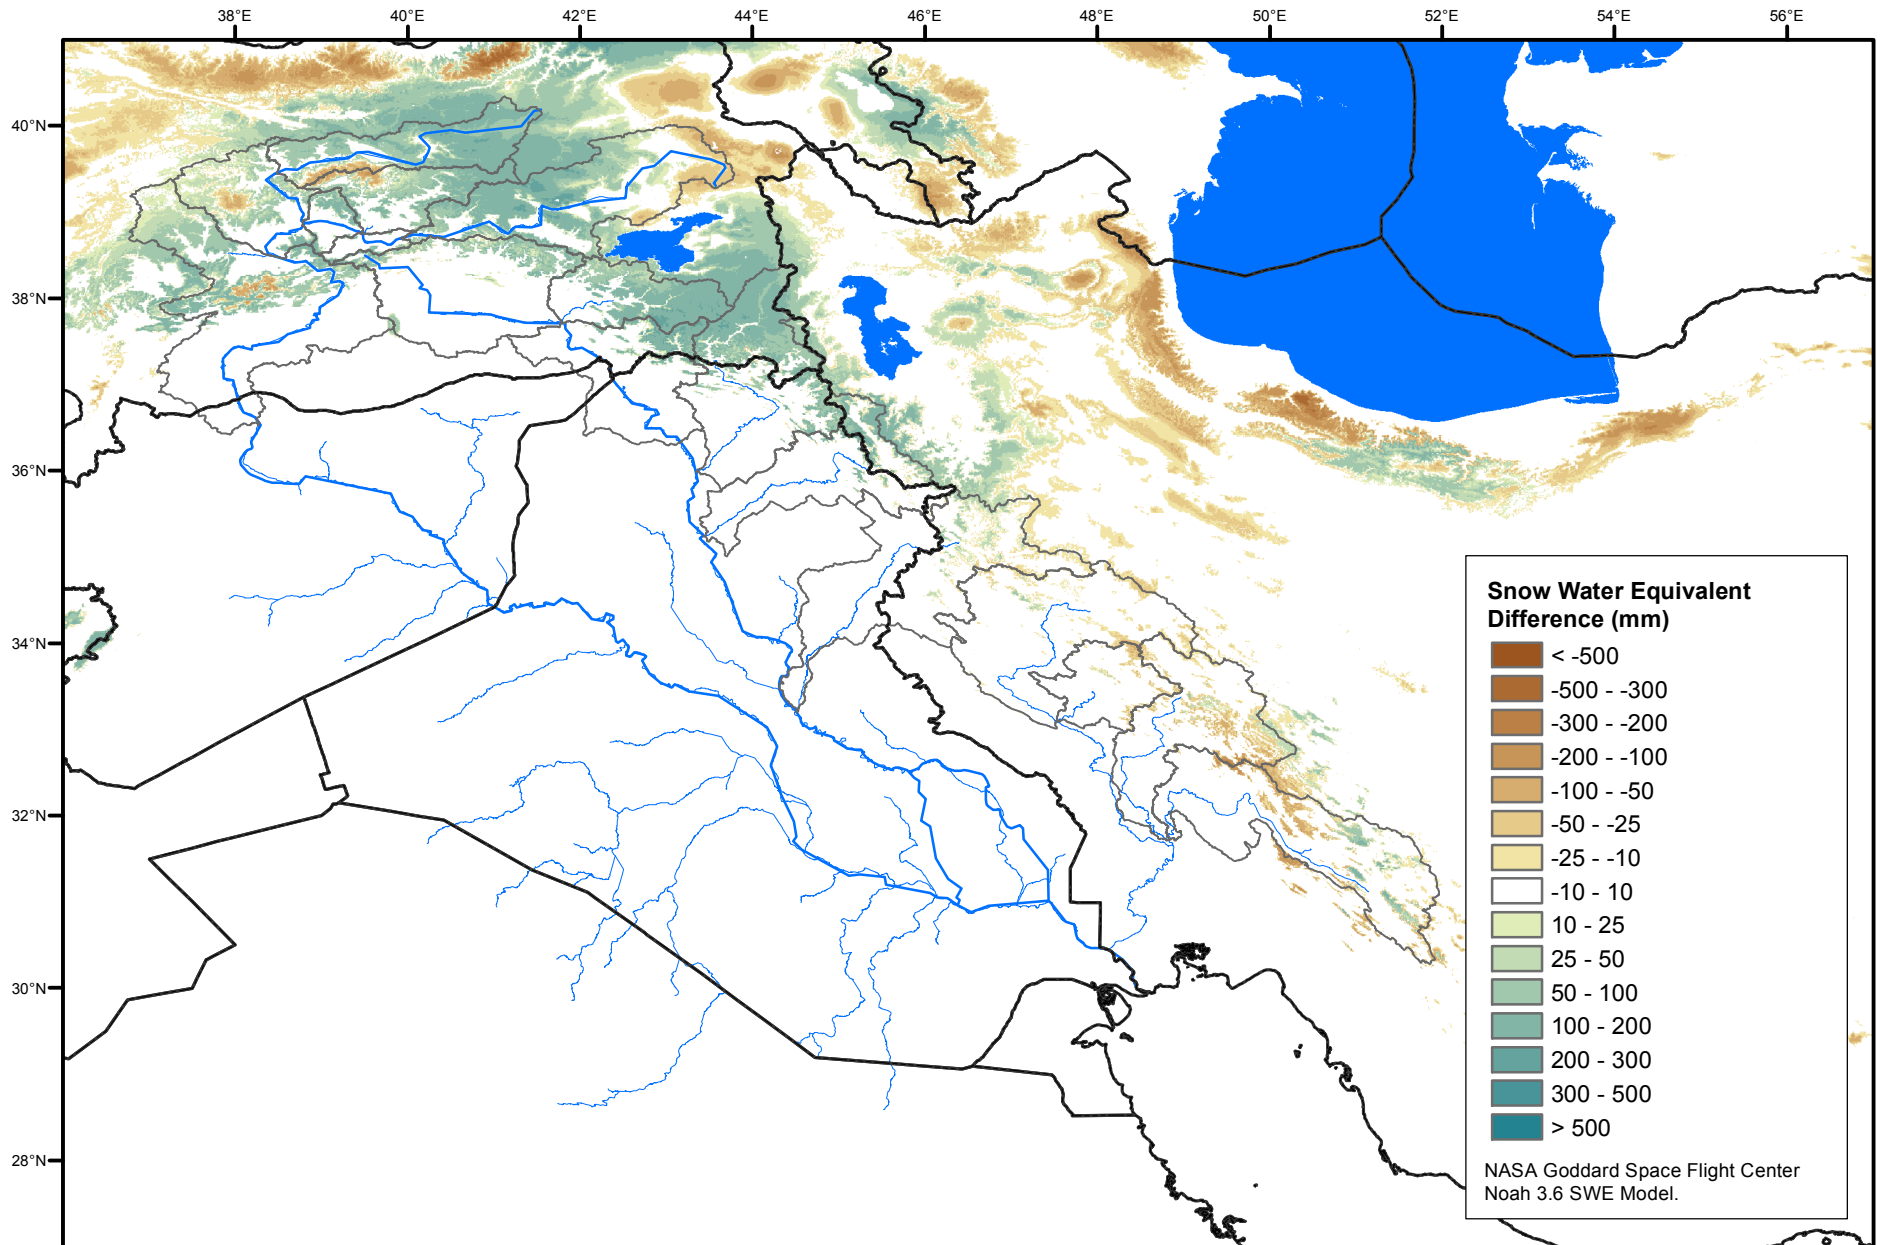 38°E 40°E 42°E 44°E 46°E 48°E 50°E 52°E 54°E 56°E
40°N
38°N
36°N
34°N
32°N
30°N
28°N
Snow Water Equivalent
Difference (mm)
< -500
-500 - -300
-300 - -200
-200 - -100
-100 - -50
-50 - -25
-25 - -10
-10 - 10
10 - 25
25 - 50
50 - 100
100 - 200
200 - 300
300 - 500
> 500
NASA Goddard Space Flight Center
Noah 3.6 SWE Model.